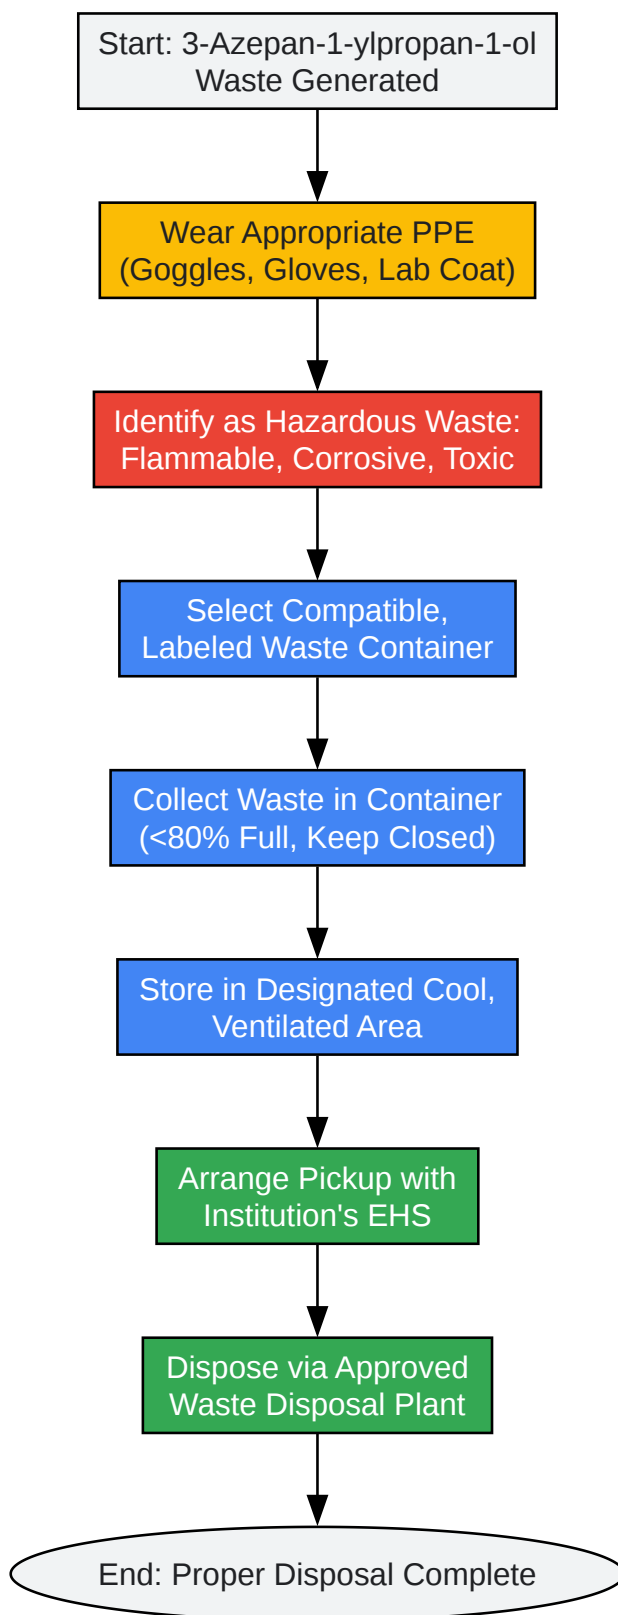 Start: 3-Azepan-1-ylpropan-1-ol
Waste Generated
Wear Appropriate PPE
(Goggles, Gloves, Lab Coat)
Identify as Hazardous Waste:
Flammable, Corrosive, Toxic
Select Compatible,
Labeled Waste Container
Collect Waste in Container
(<80% Full, Keep Closed)
Store in Designated Cool,
Ventilated Area
Arrange Pickup with
Institution's EHS
Dispose via Approved
Waste Disposal Plant
End: Proper Disposal Complete